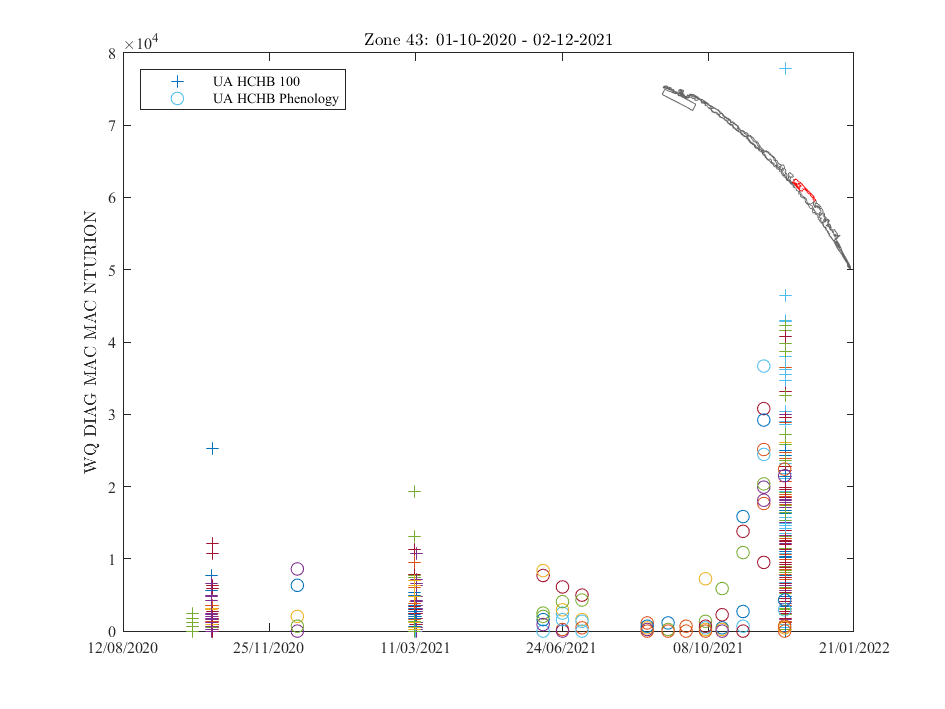 Zone 43: 01-10-2020 - 02-12-2021
×10⁴
UA HCHB 100
UA HCHB Phenology
WQ DIAG MAC MAC NTURION
8
7
6
5
4
3
2
1
0
12/08/2020 25/11/2020 11/03/2021 24/06/2021 08/10/2021 21/01/2022